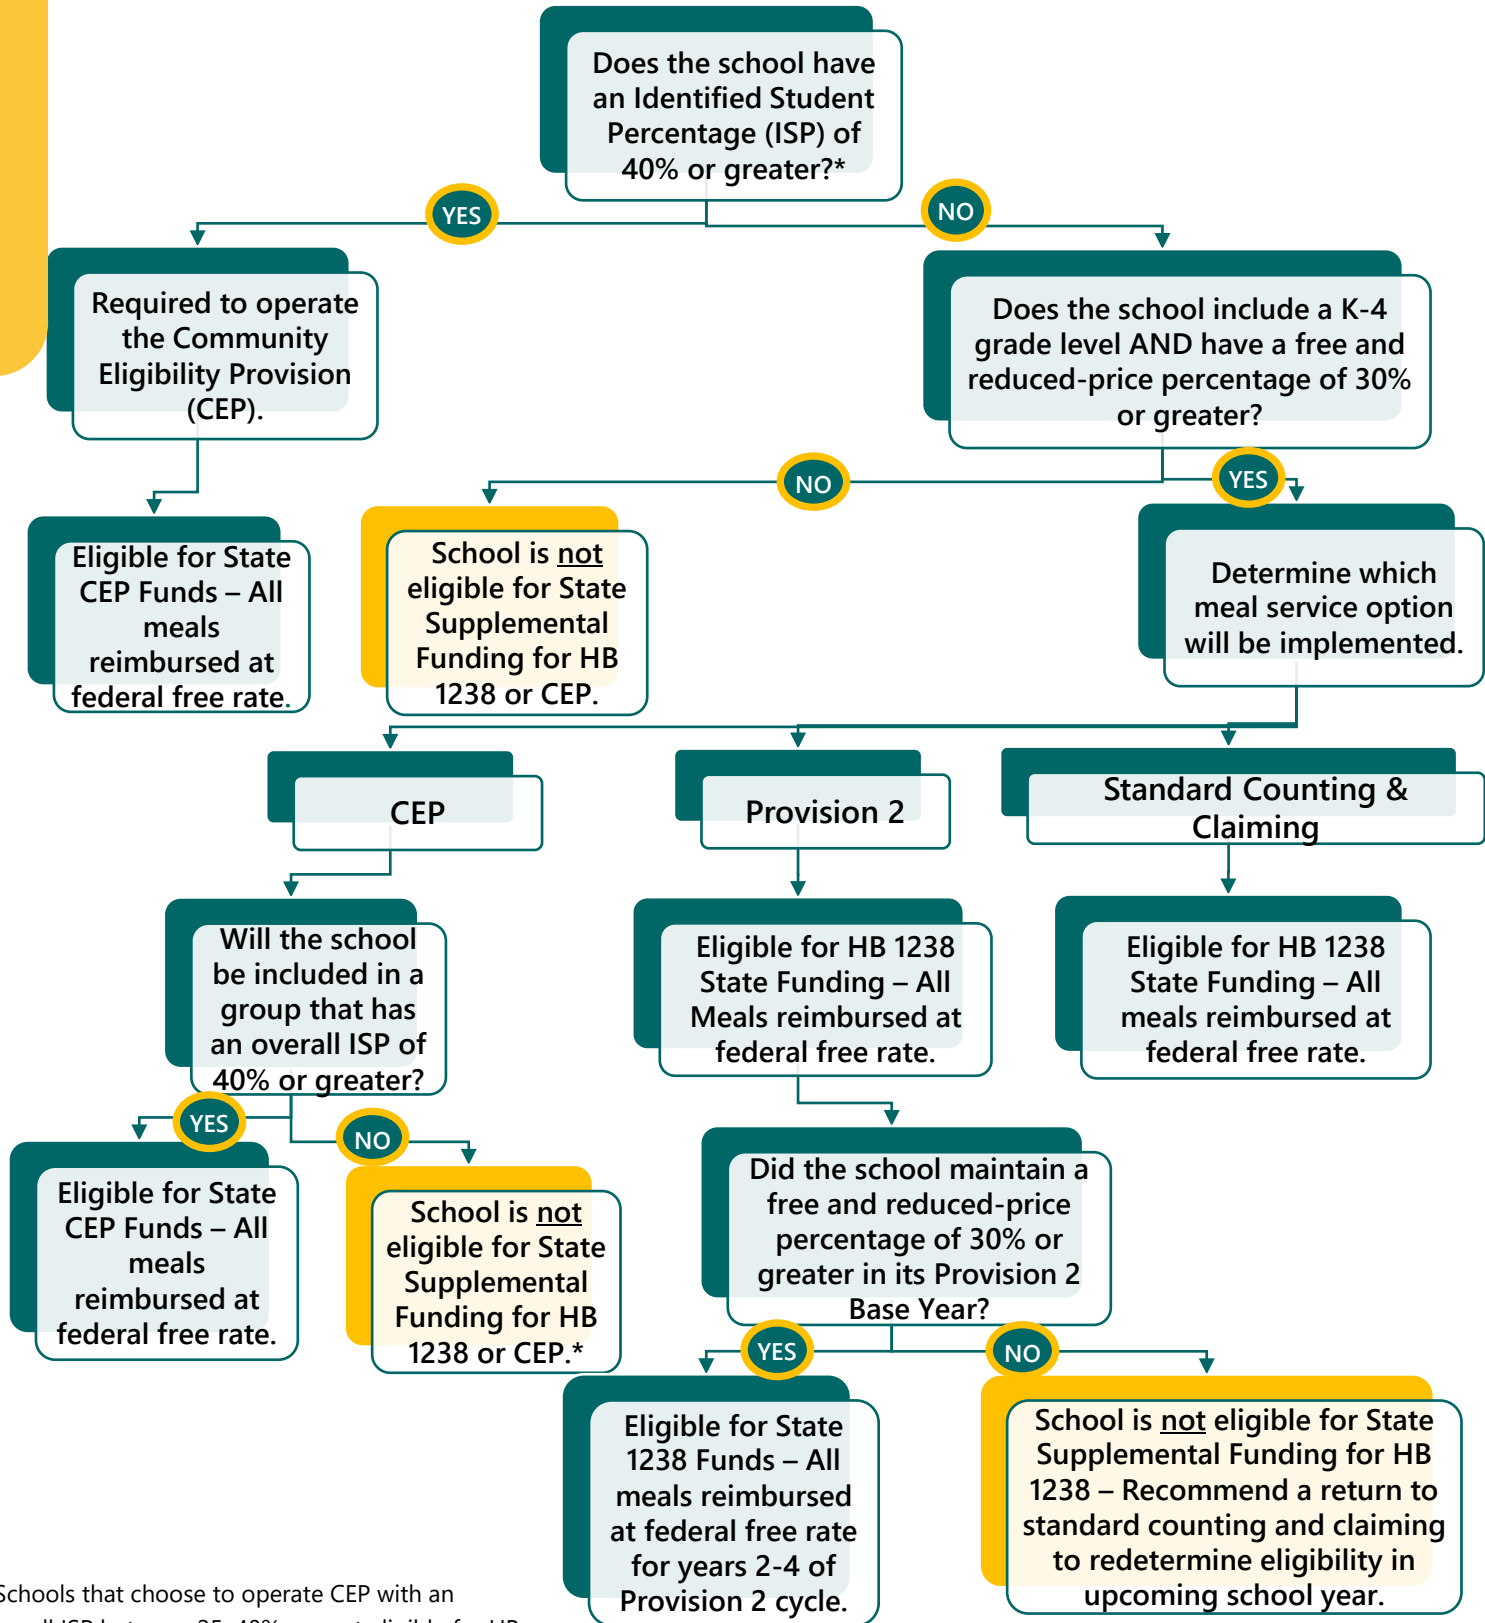 Does the school have
an Identified Student
Percentage (ISP) of
40% or greater?*
YES
NO
Required to operate
the Community
Eligibility Provision
(CEP).
Does the school include a K-4
grade level AND have a free and
reduced-price percentage of 30%
or greater?
NO
YES
Eligible for State
CEP Funds – All
meals
reimbursed at
federal free rate.
School is not
eligible for State
Supplemental
Funding for HB
1238 or CEP.
Determine which
meal service option
will be implemented.
CEP
Provision 2
Standard Counting &
Claiming
Will the school
be included in a
group that has
an overall ISP of
40% or greater?
Eligible for HB 1238
State Funding – All
Meals reimbursed at
federal free rate.
Eligible for HB 1238
State Funding – All
meals reimbursed at
federal free rate.
YES
NO
Eligible for State
CEP Funds – All
meals
reimbursed at
federal free rate.
School is not
eligible for State
Supplemental
Funding for HB
1238 or CEP.*
Did the school maintain a
free and reduced-price
percentage of 30% or
greater in its Provision 2
Base Year?
YES
NO
Eligible for State
1238 Funds – All
meals reimbursed
at federal free rate
for years 2-4 of
Provision 2 cycle.
School is not eligible for State
Supplemental Funding for HB
1238 – Recommend a return to
standard counting and claiming
to redetermine eligibility in
upcoming school year.
Schools that choose to operate CEP with an